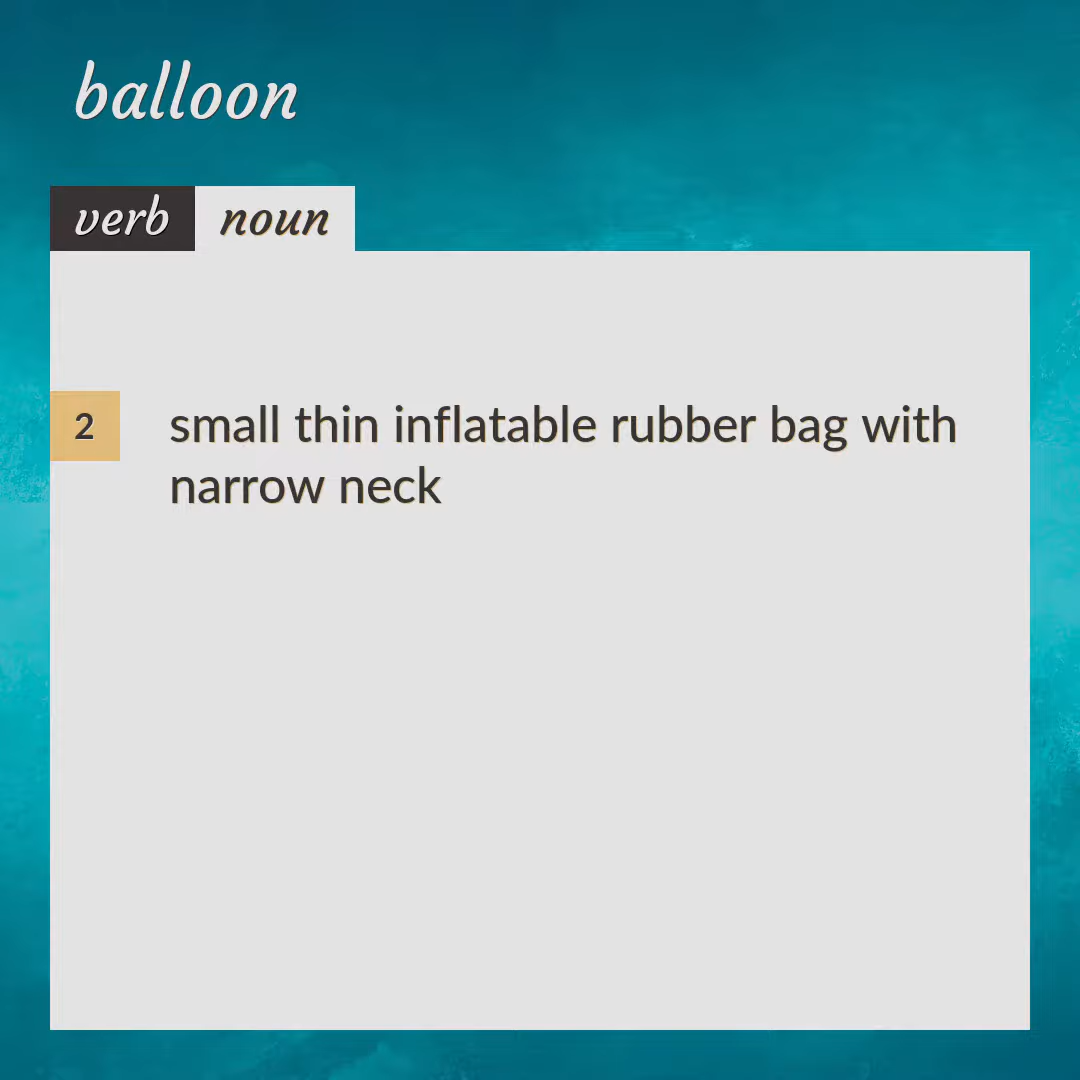 balloon
verb noun
2 small thin inflatable rubber bag with
narrow neck